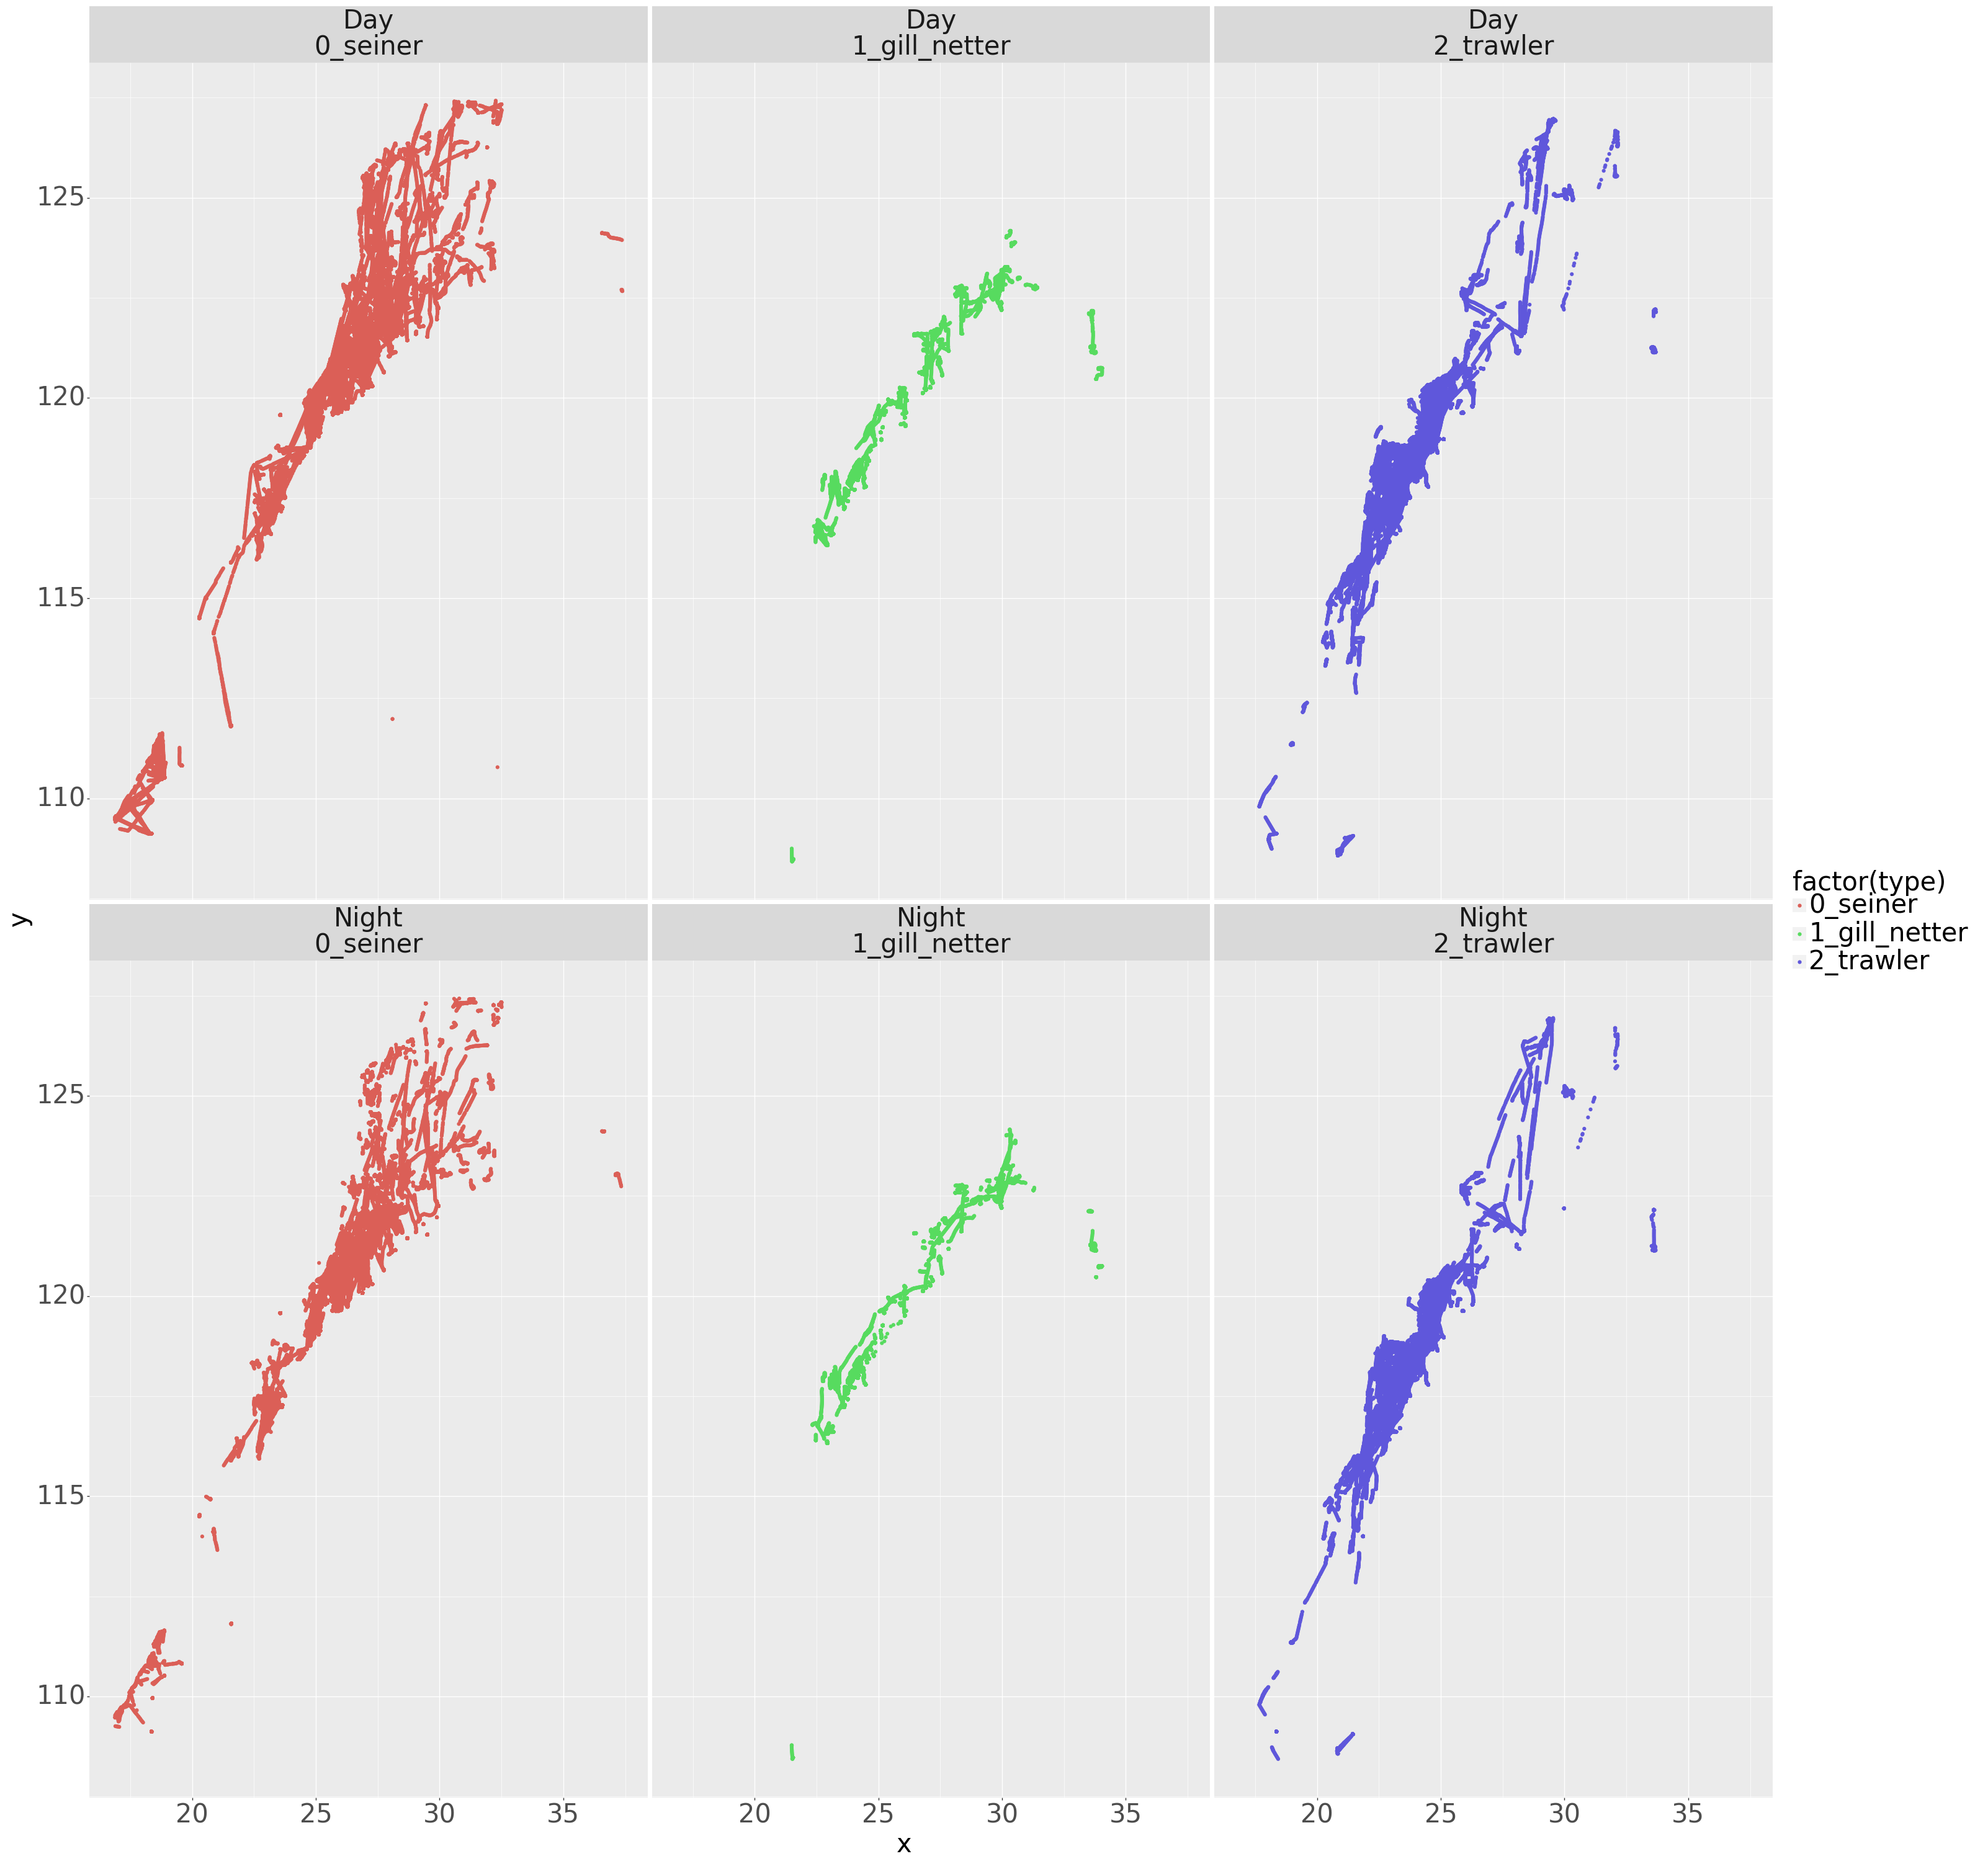 Day
0_seiner
Day
1_gill_netter
Day
2_trawler
125
120
115
110
y
Night
0_seiner
Night
1_gill_netter
Night
2_trawler
125
120
115
110
20 25 30 35
20 25 30 35
20 25 30 35
x
factor(type)
0_seiner
1_gill_netter
2_trawler